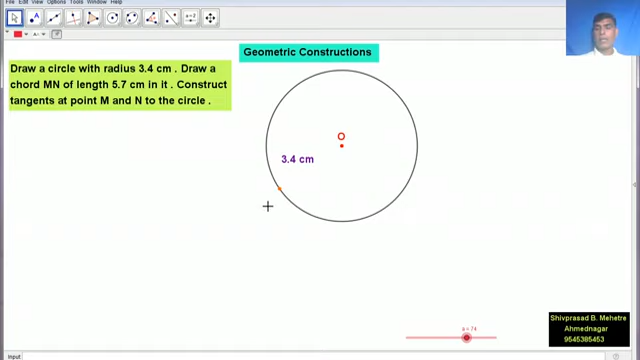 File Edit View Options Tools Window Help
Geometric Constructions
Draw a circle with radius 3.4 cm . Draw a
chord MN of length 5.7 cm in it . Construct
tangents at point M and N to the circle .
O
3.4 cm
Shivprasad B. Mehetre
Ahmednagar
9545385453
Input: